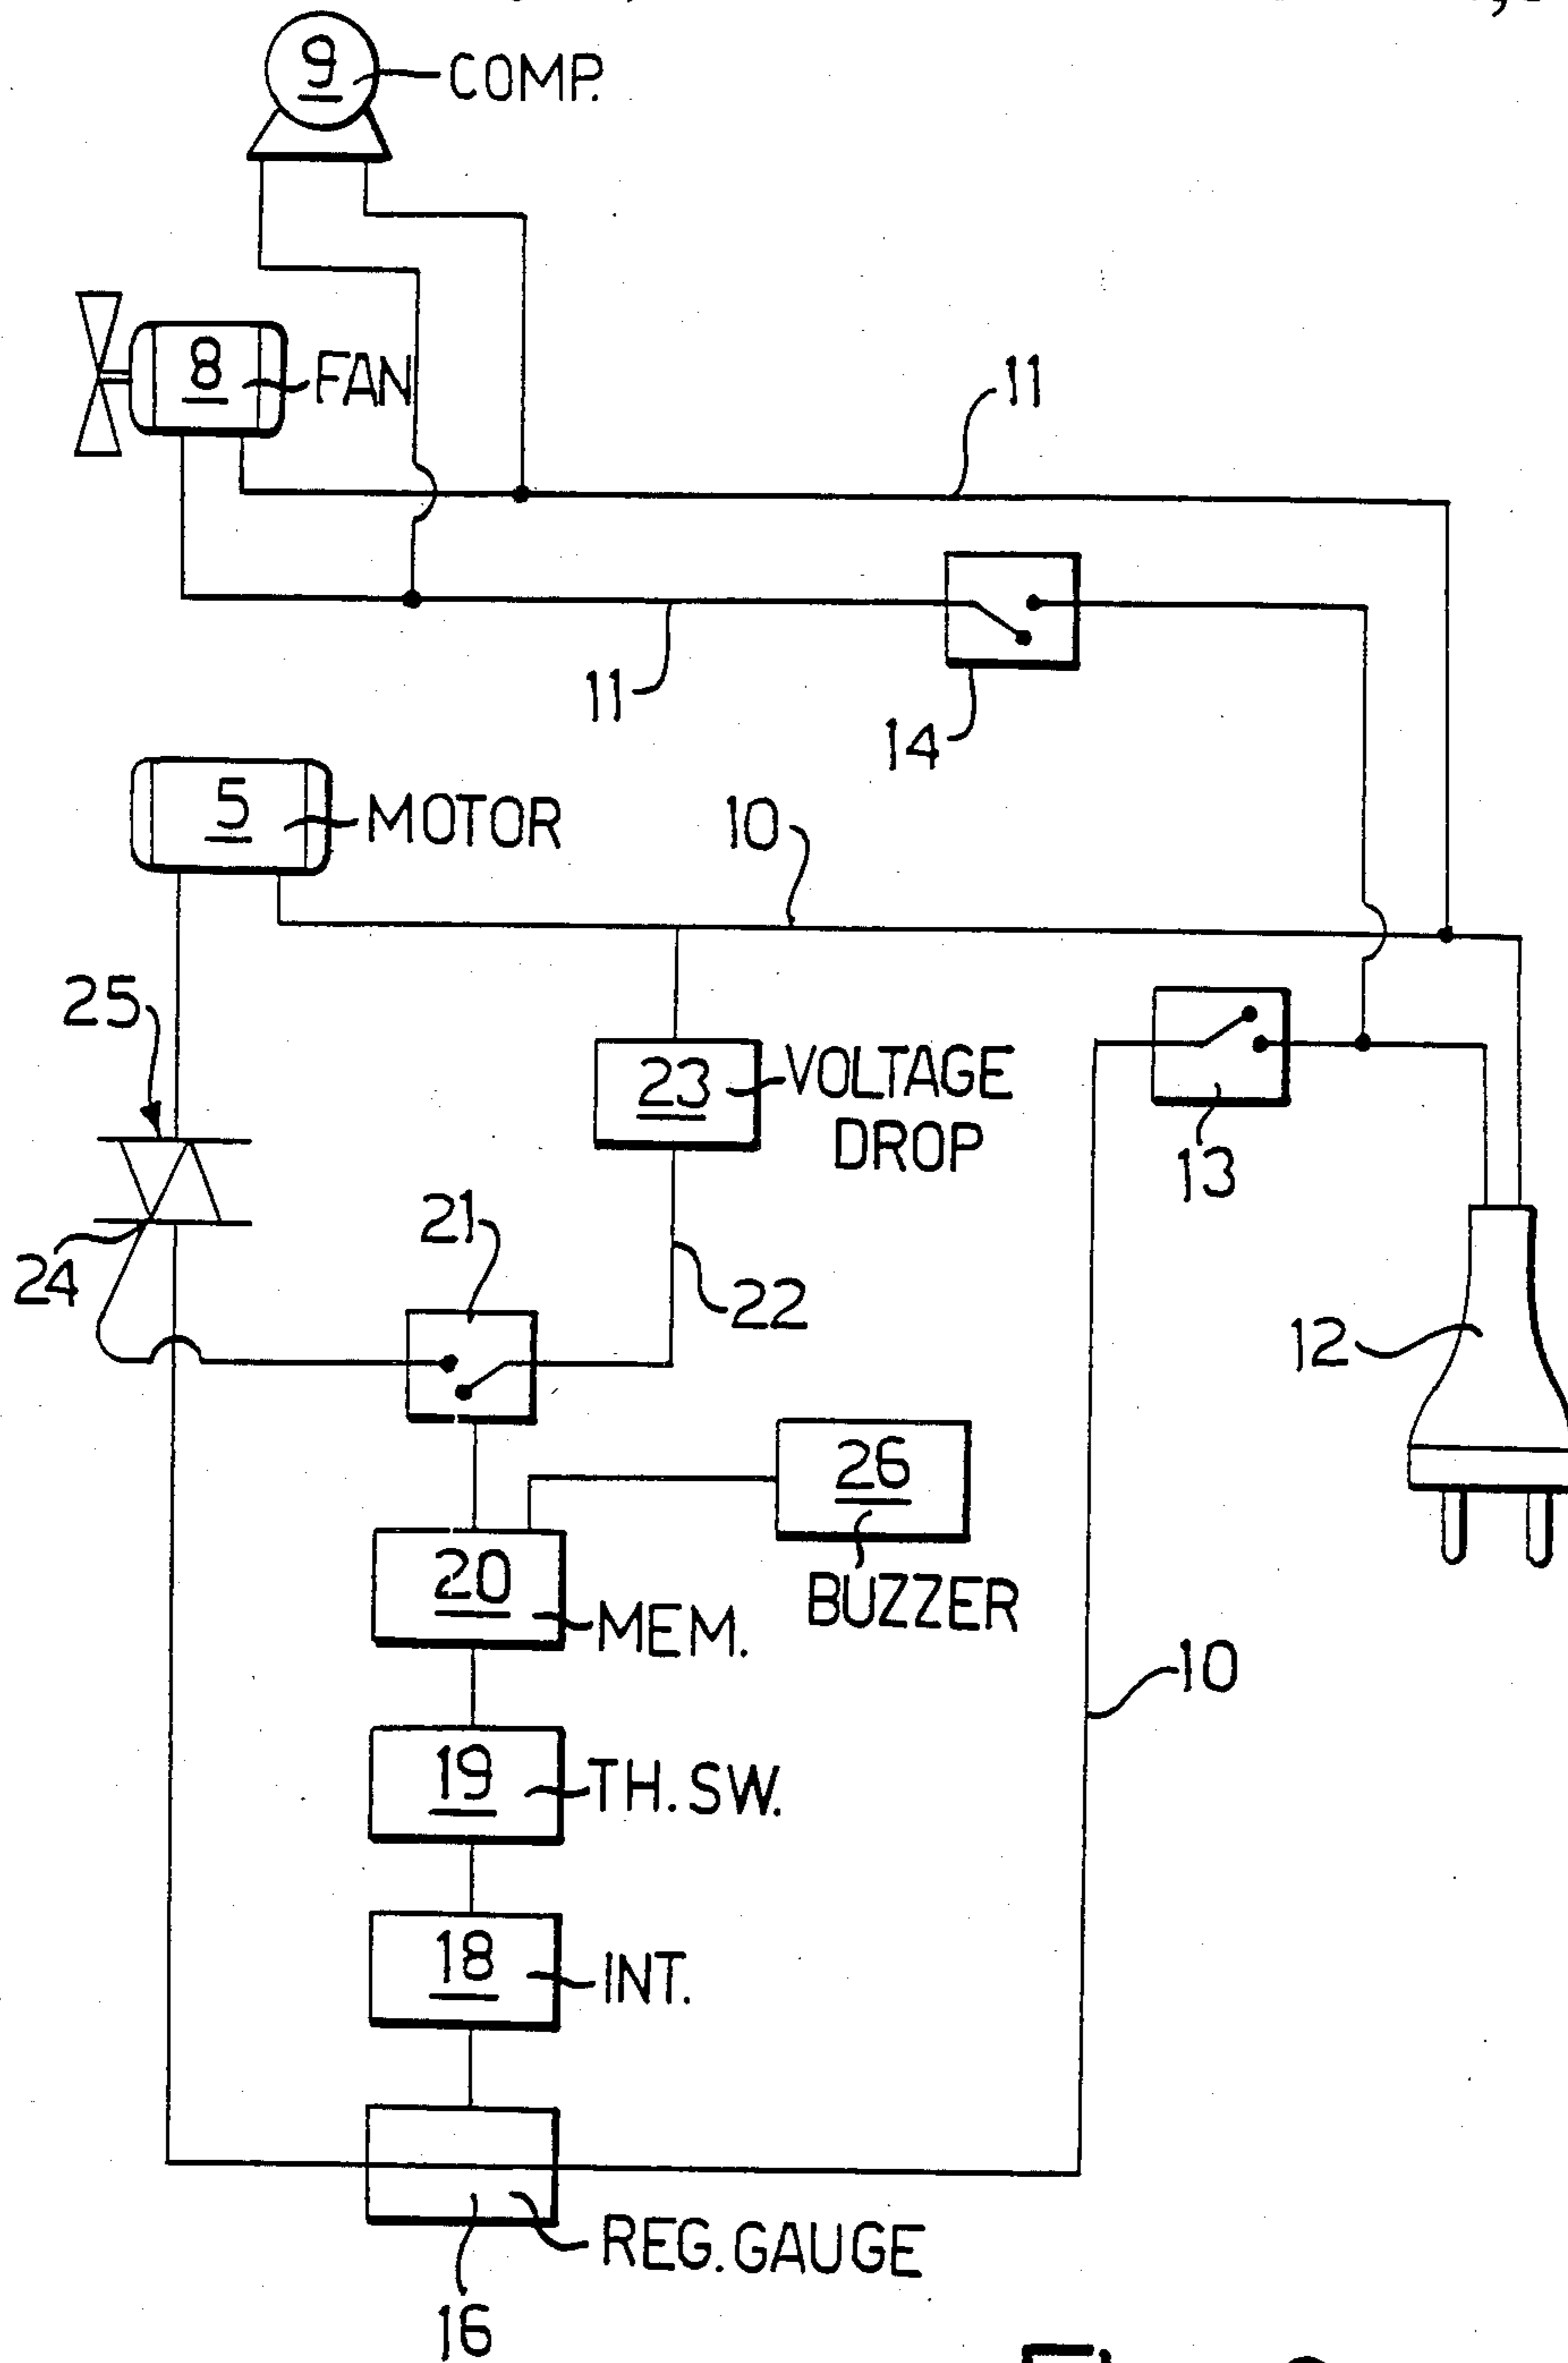 9 COMP.
8 FAN
11
11
14
5 MOTOR
10
25
23 VOLTAGE
DROP
13
21
24
22
12
26
BUZZER
20
MEM.
10
19 TH. SW.
18 INT.
REG. GAUGE
16